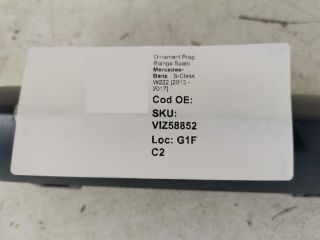 Ornament Prag
Stanga Spate
Mercedes-
Benz : S-Class
W222 [2013 -
2017]
Cod OE:
SKU:
VIZ58852
Loc: G1F
C2